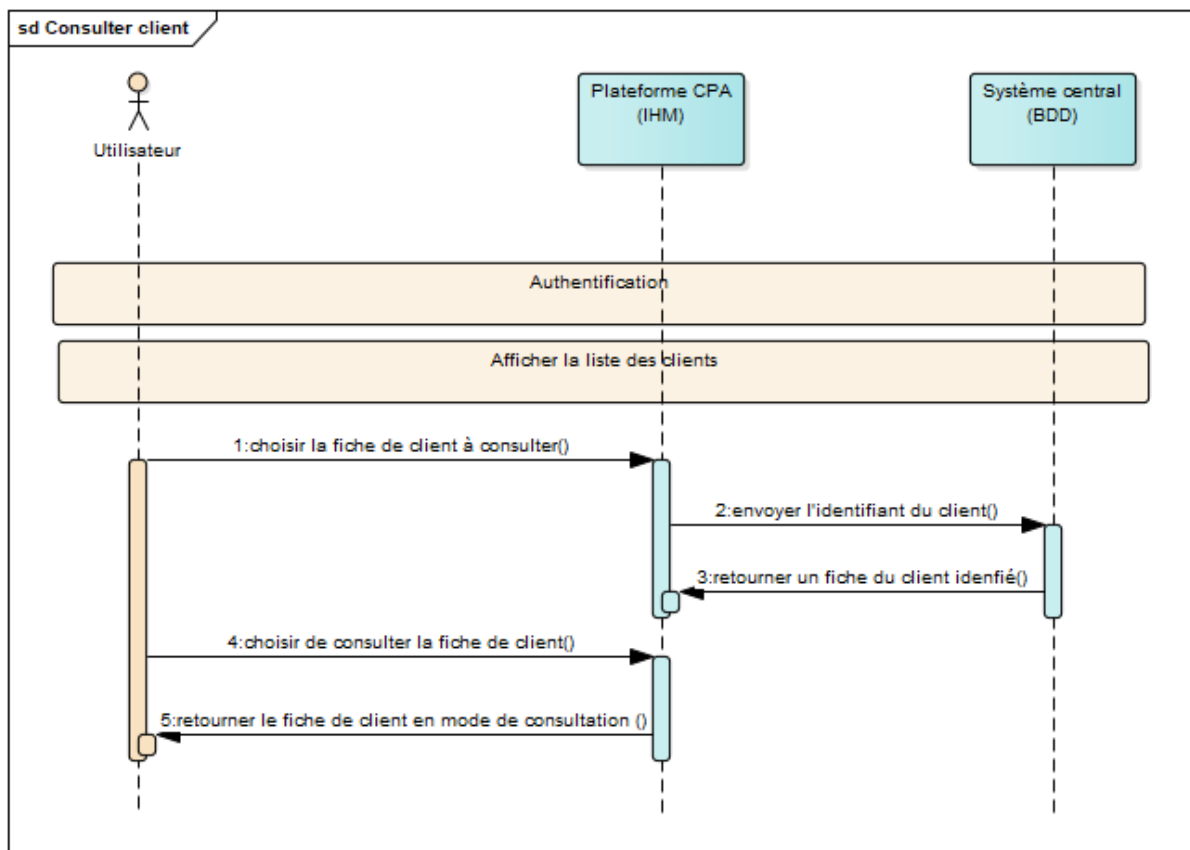 sd Consulter client
Utilisateur
Plateforme CPA
(IHM)
Système central
(BDD)
Authentification
Afficher la liste des clients
1:choisir la fiche de client à consulter()
2:envoyer l'identifiant du client()
3:retourner un fiche du client idenfié()
4:choisir de consulter la fiche de client()
5:retourner le fiche de client en mode de consultation ()